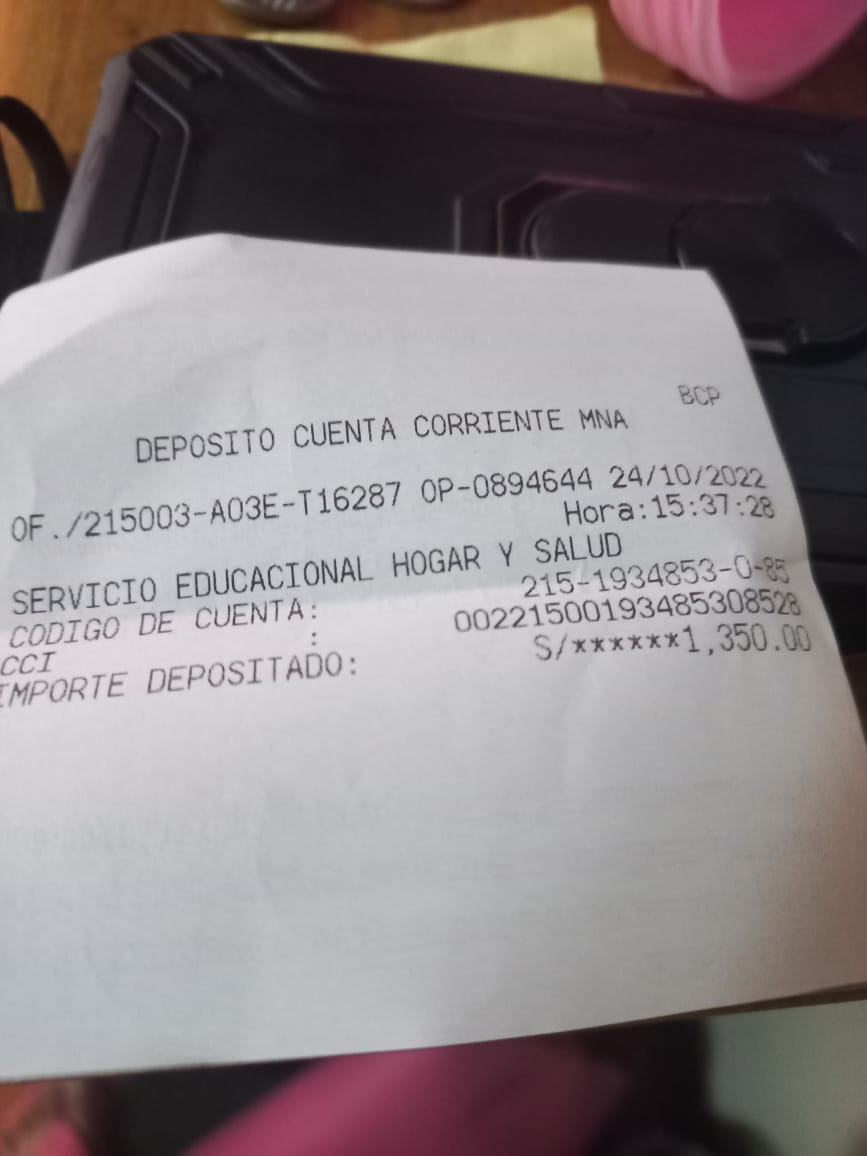 BCP
DEPOSITO CUENTA CORRIENTE MNA
OF./215003-A03E-T16287 OP-0894644 24/10/2022
Hora:15:37:28
SERVICIO EDUCACIONAL HOGAR Y SALUD
CODIGO DE CUENTA: 215-1934853-0-85
CCI : 00221500193485308528
IMPORTE DEPOSITADO: S/******1,350.00